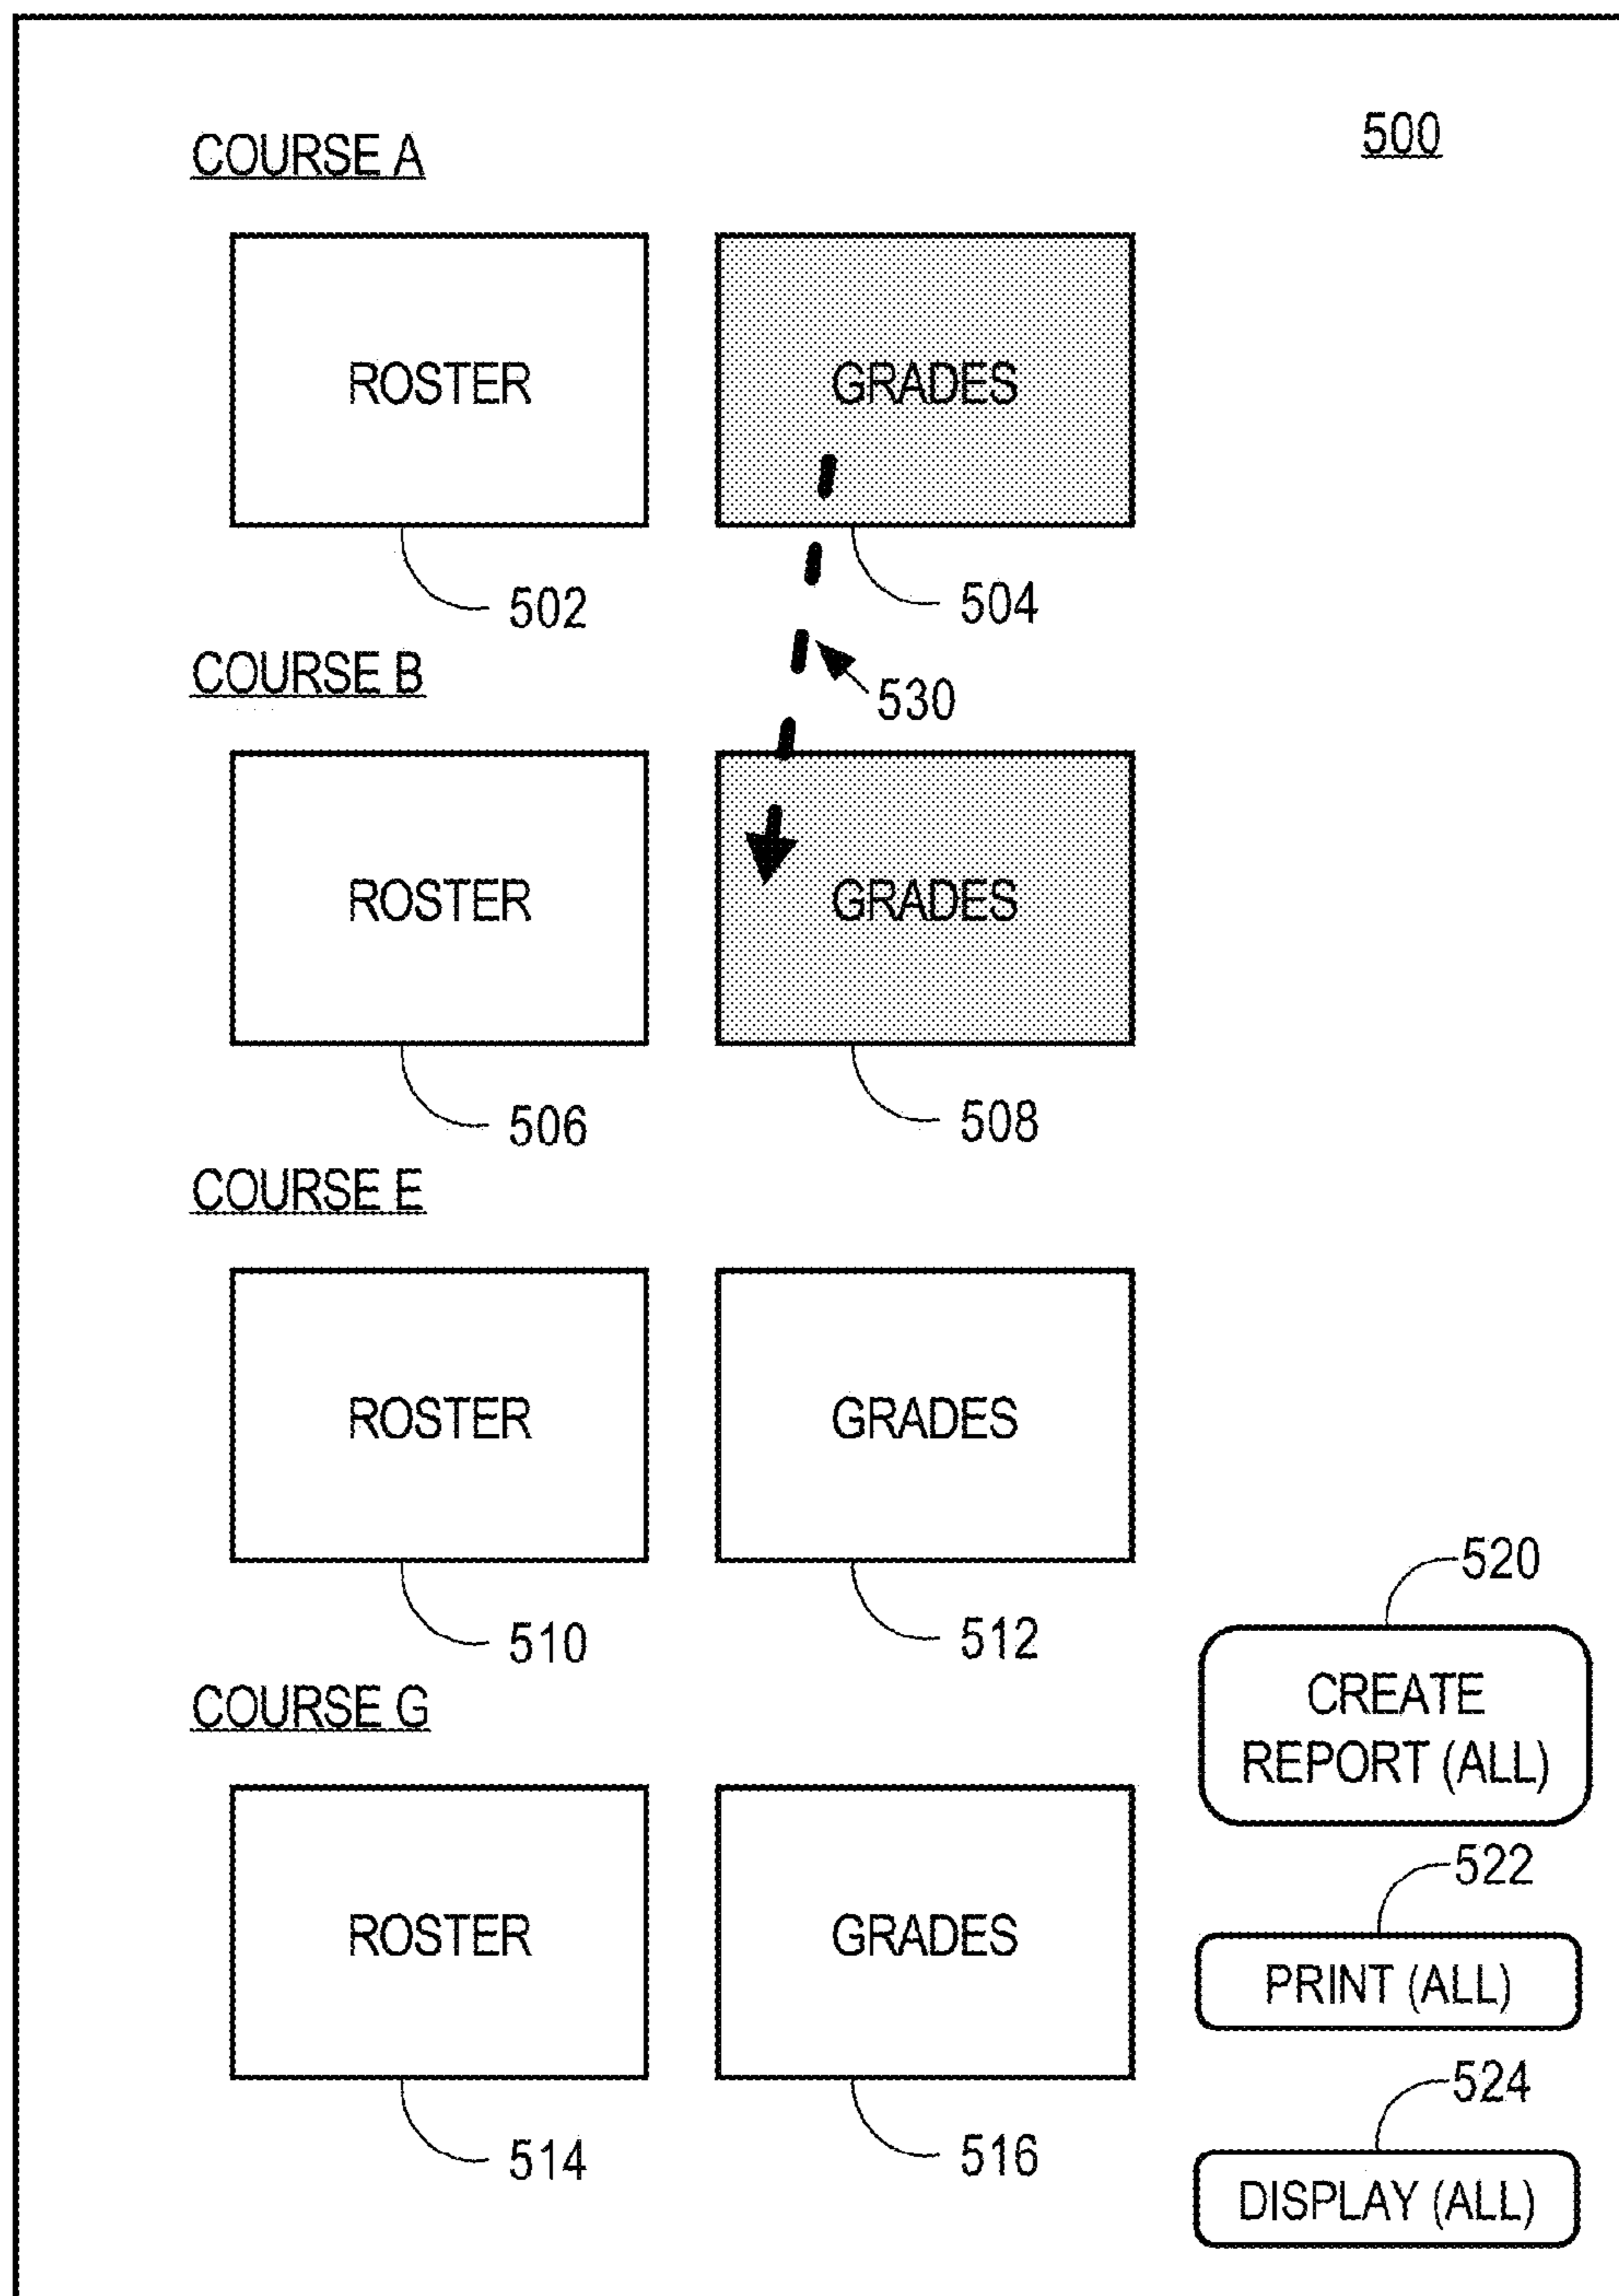 500
COURSE A
ROSTER
GRADES
502
504
COURSE B
530
ROSTER
GRADES
506
508
COURSE E
ROSTER
GRADES
510
512
520
COURSE G
CREATE
REPORT (ALL)
522
ROSTER
GRADES
PRINT (ALL)
524
514
516
DISPLAY (ALL)